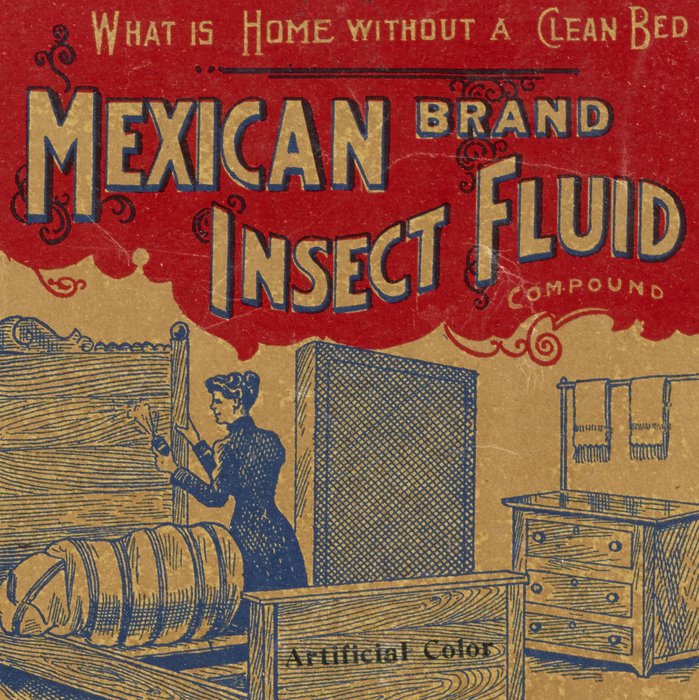 WHAT IS HOME WITHOUT A CLEAN BED
MEXICAN BRAND
INSECT FLUID
COMPOUND
Artificial Color